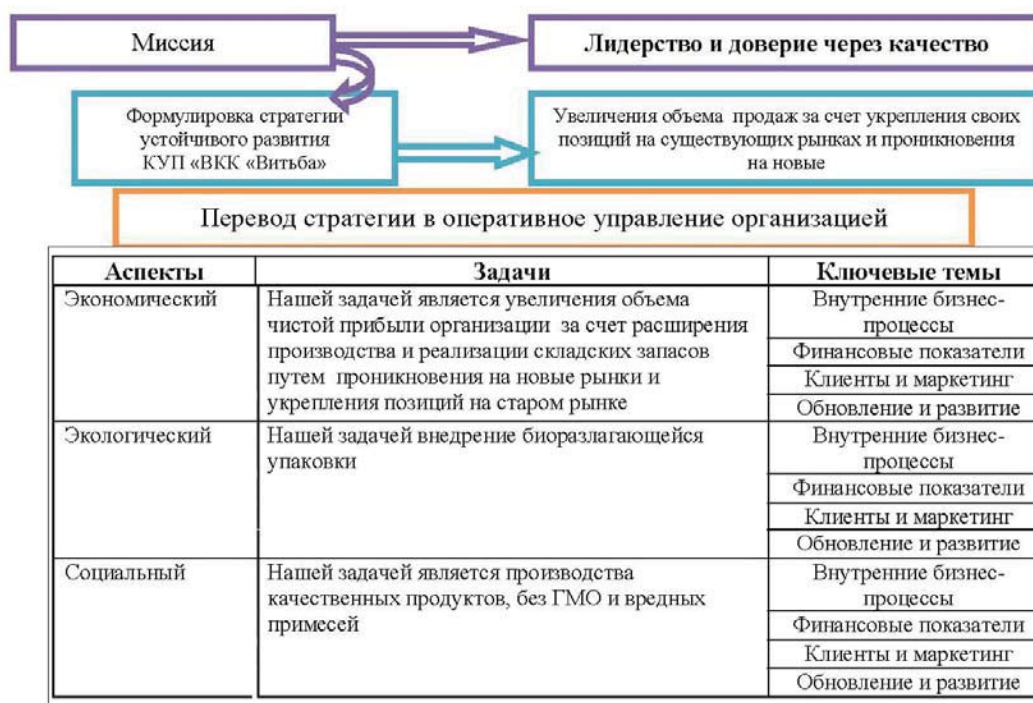 Миссия
Лидерство и доверие через качество
Формулировка стратегии
устойчивого развития
КУП «ВКК «Витьба»
Увеличения объема продаж за счет укрепления своих
позиций на существующих рынках и проникновения
на новые
Перевод стратегии в оперативное управление организацией
Аспекты
Задачи
Ключевые темы
Экономический
Нашей задачей является увеличения объема
чистой прибыли организации за счет расширения
производства и реализации складских запасов
путем проникновения на новые рынки и
укрепления позиций на старом рынке
Внутренние бизнес-
процессы
Финансовые показатели
Клиенты и маркетинг
Обновление и развитие
Экологический
Нашей задачей внедрение биоразлагающейся
упаковки
Внутренние бизнес-
процессы
Финансовые показатели
Клиенты и маркетинг
Обновление и развитие
Социальный
Нашей задачей является производства
качественных продуктов, без ГМО и вредных
примесей
Внутренние бизнес-
процессы
Финансовые показатели
Клиенты и маркетинг
Обновление и развитие